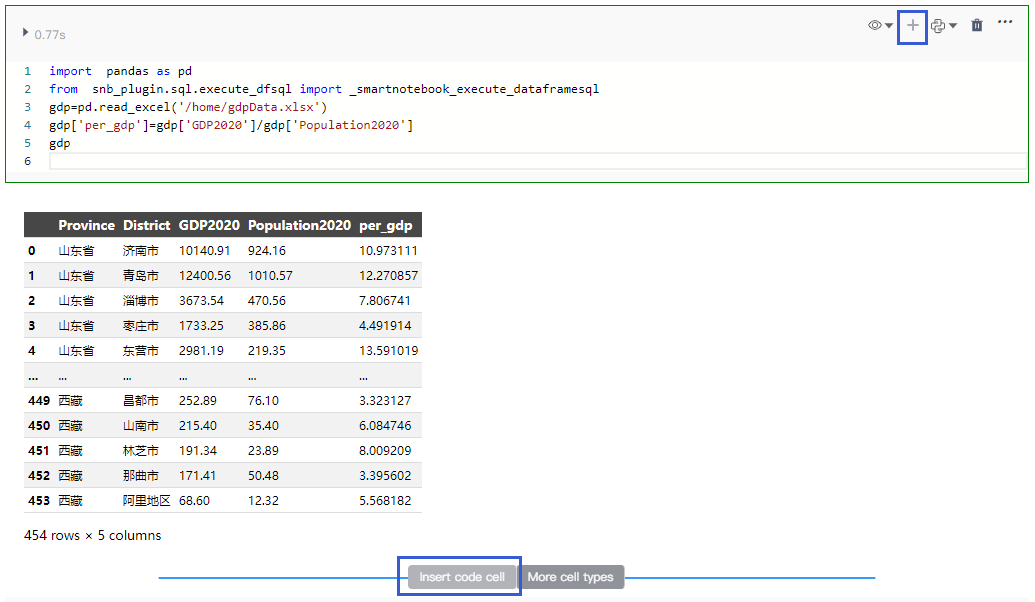 0.77s
1 import  pandas as pd
2 from  snb_plugin.sql.execute_dfsql import _smartnotebook_execute_dataframesql
3 gdp=pd.read_excel('/home/gdpData.xlsx')
4 gdp['per_gdp']=gdp['GDP2020']/gdp['Population2020']
5 gdp
6
Province District GDP2020 Population2020 per_gdp
0 山东省 济南市 10140.91 924.16 10.973111
1 山东省 青岛市 12400.56 1010.57 12.270857
2 山东省 淄博市 3673.54 470.56 7.806741
3 山东省 枣庄市 1733.25 385.86 4.491914
4 山东省 东营市 2981.19 219.35 13.591019
... ... ... ... ... ...
449 西藏 昌都市 252.89 76.10 3.323127
450 西藏 山南市 215.40 35.40 6.084746
451 西藏 林芝市 191.34 23.89 8.009209
452 西藏 那曲市 171.41 50.48 3.395602
453 西藏 阿里地区 68.60 12.32 5.568182
454 rows × 5 columns
Insert code cell More cell types